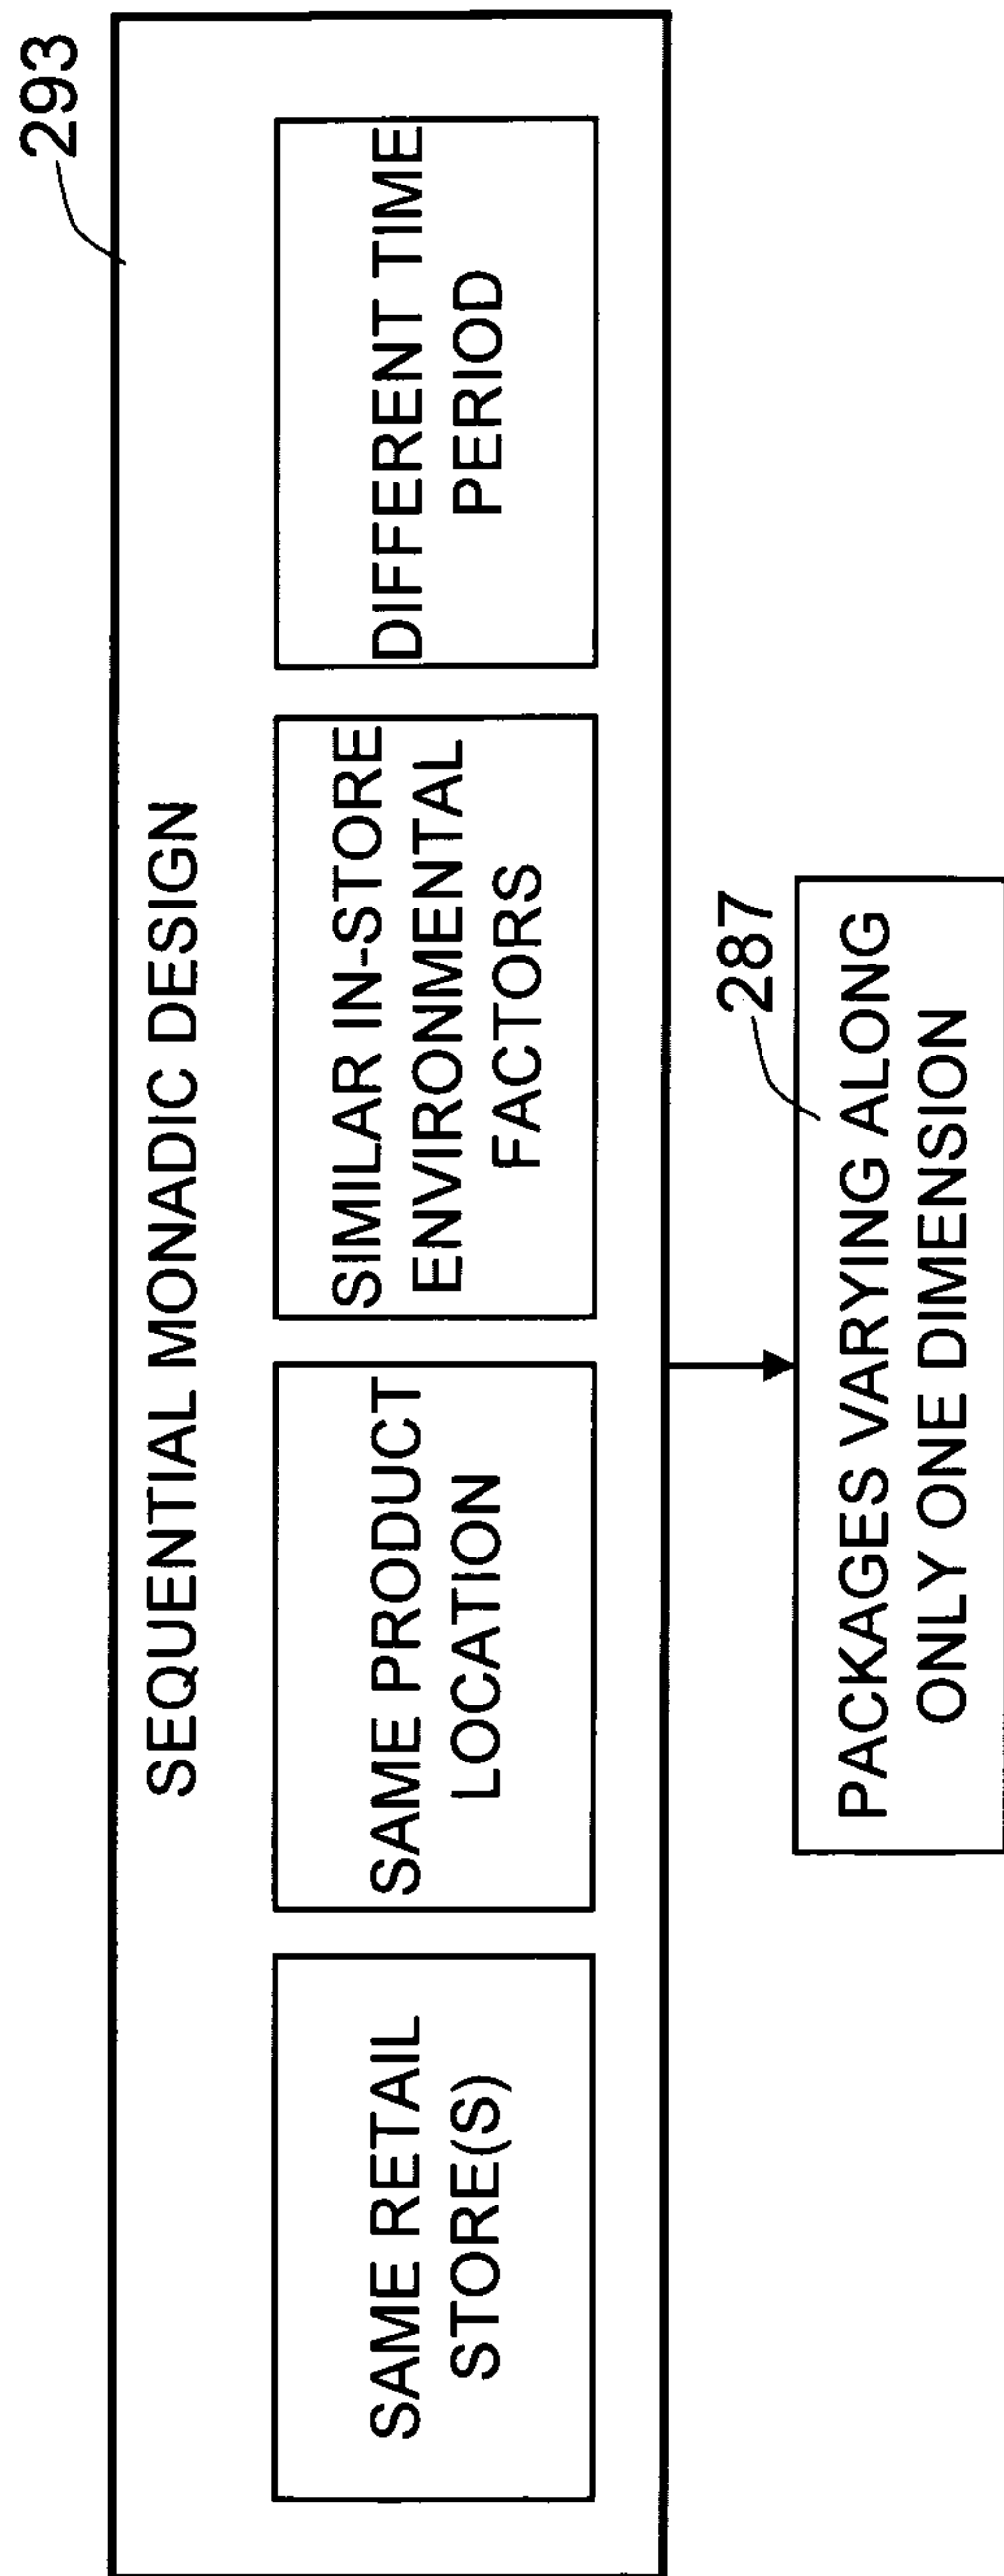 293
SEQUENTIAL MONADIC DESIGN
SAME RETAIL
STORE(S)
SAME PRODUCT
LOCATION
SIMILAR IN-STORE
ENVIRONMENTAL
FACTORS
DIFFERENT TIME
PERIOD
287
PACKAGES VARYING ALONG
ONLY ONE DIMENSION